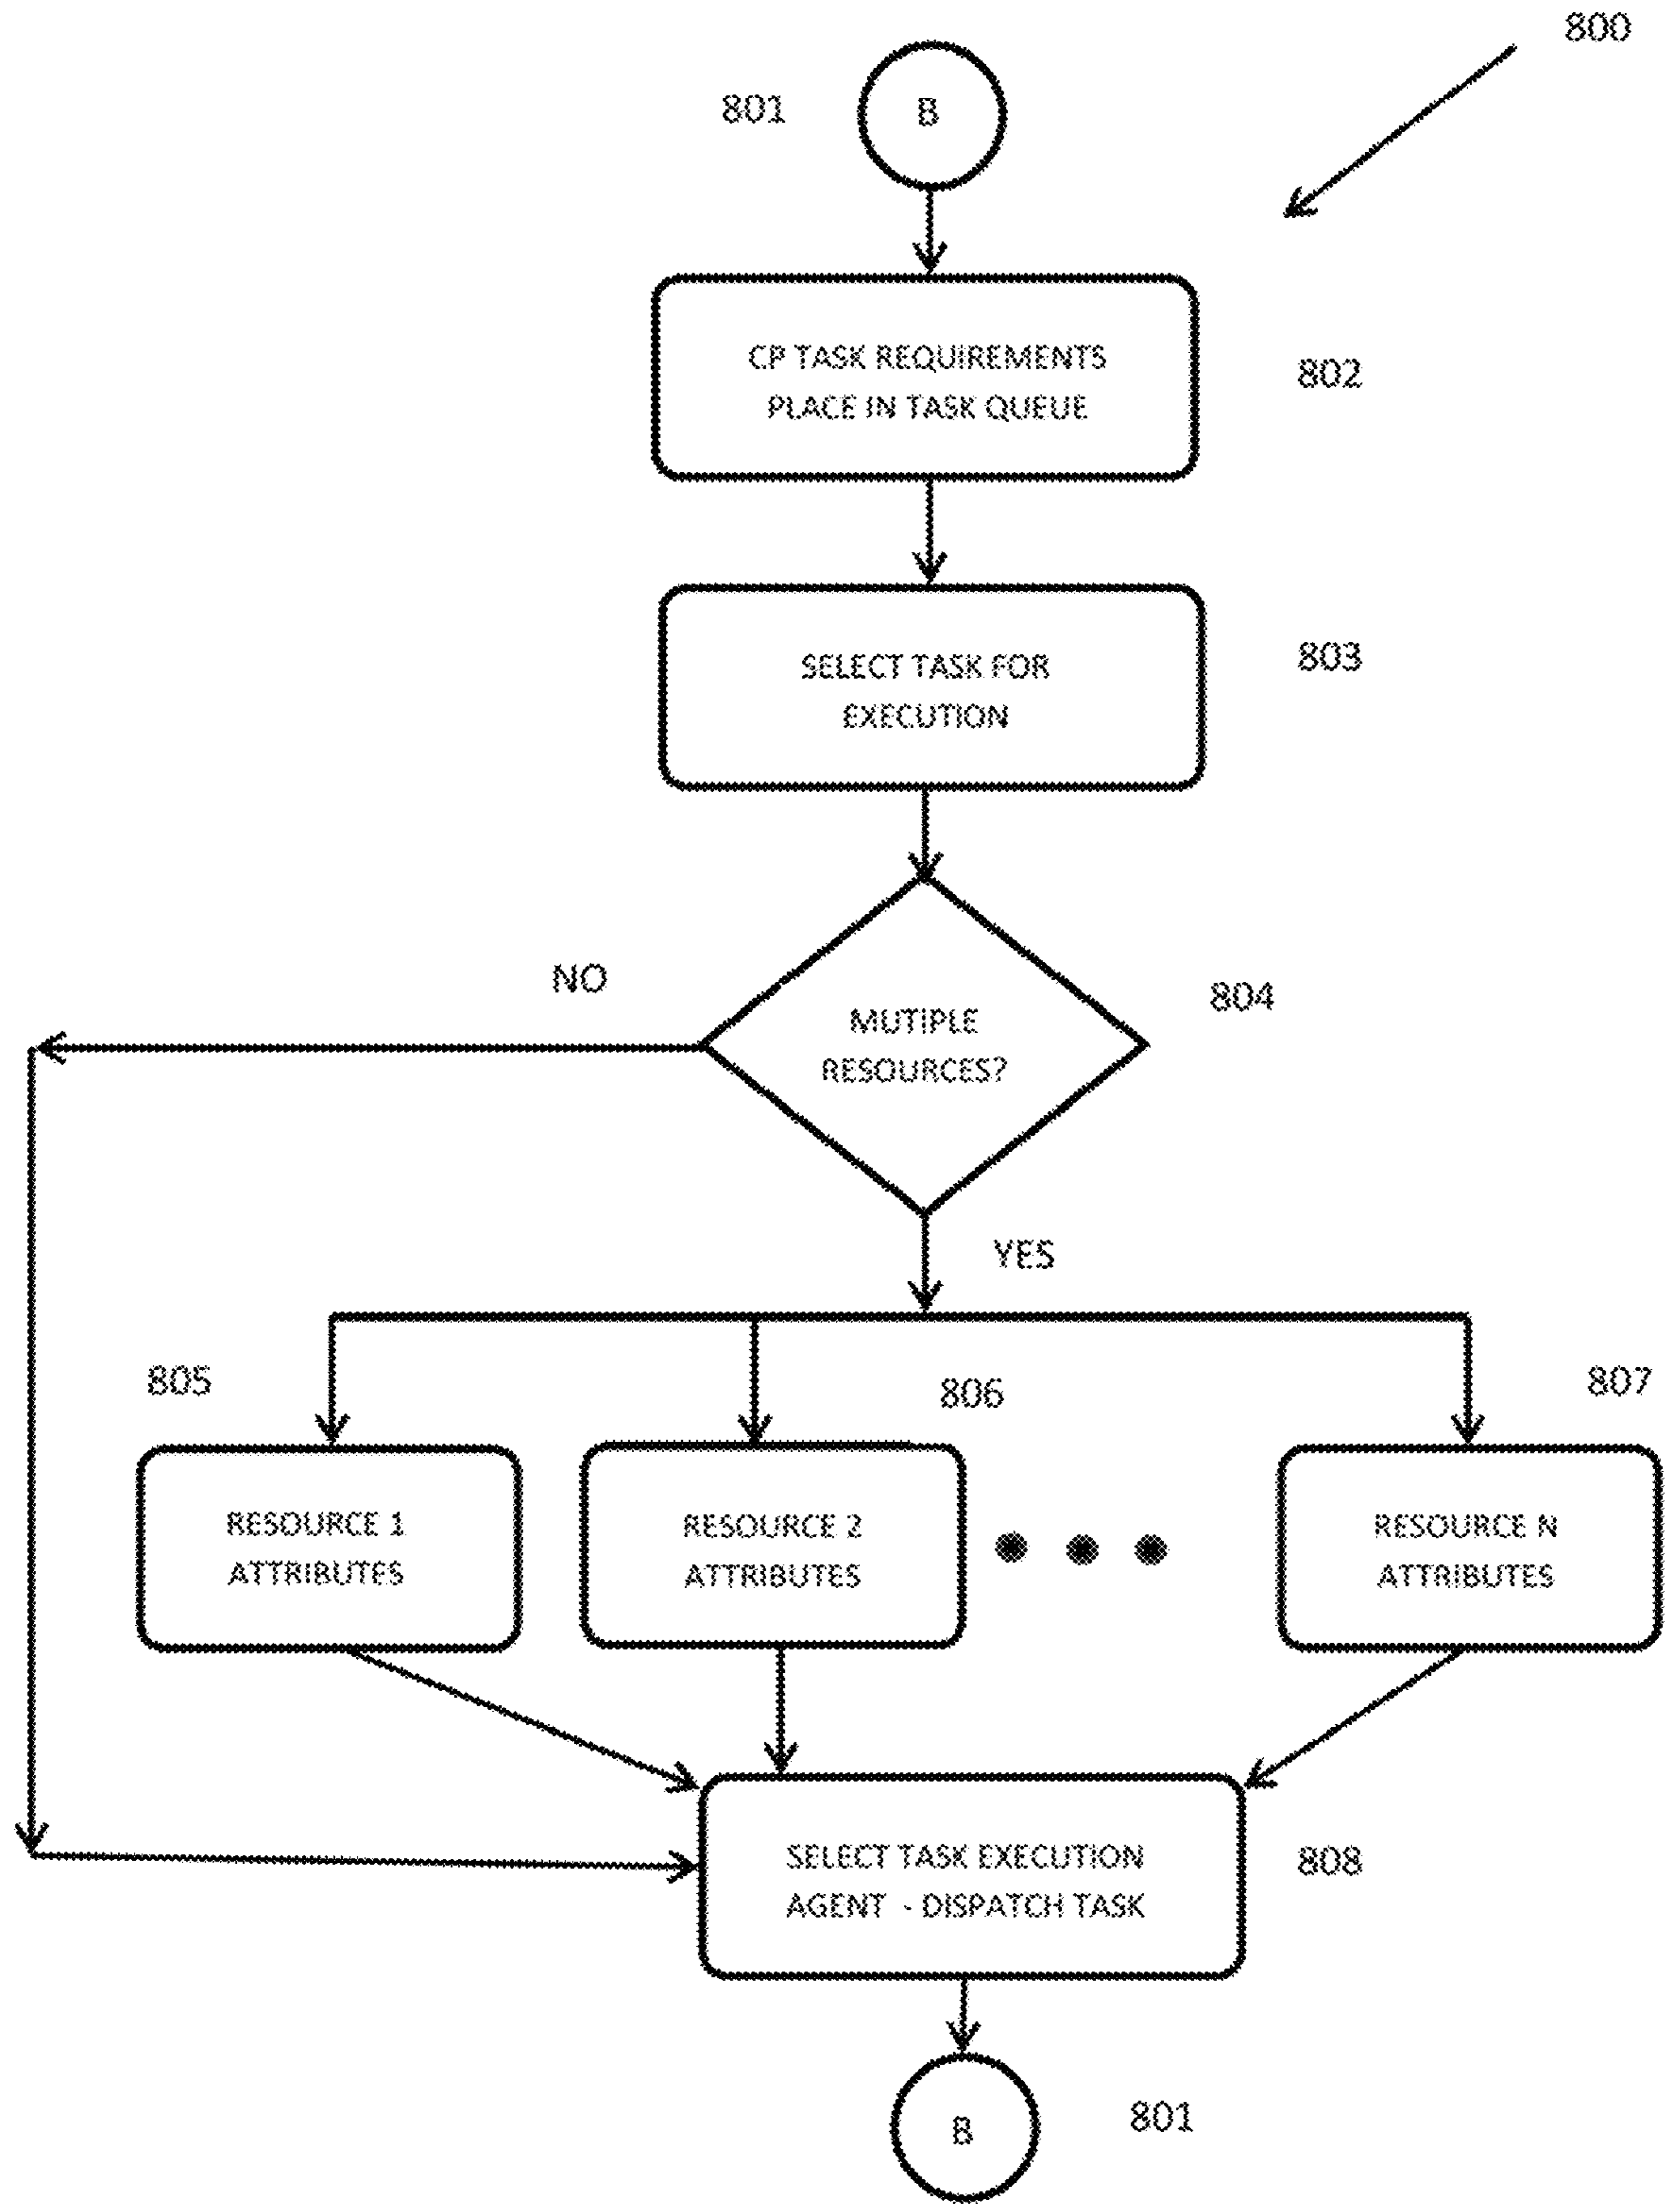 800
801
B
CP TASK REQUIREMENTS
PLACE IN TASK QUEUE
802
SELECT TASK FOR
EXECUTION
803
NO
MUTIPLE
RESOURCES?
804
YES
805
806
807
RESOURCE 1
ATTRIBUTES
RESOURCE 2
ATTRIBUTES
RESOURCE N
ATTRIBUTES
SELECT TASK EXECUTION
AGENT - DISPATCH TASK
808
B
801